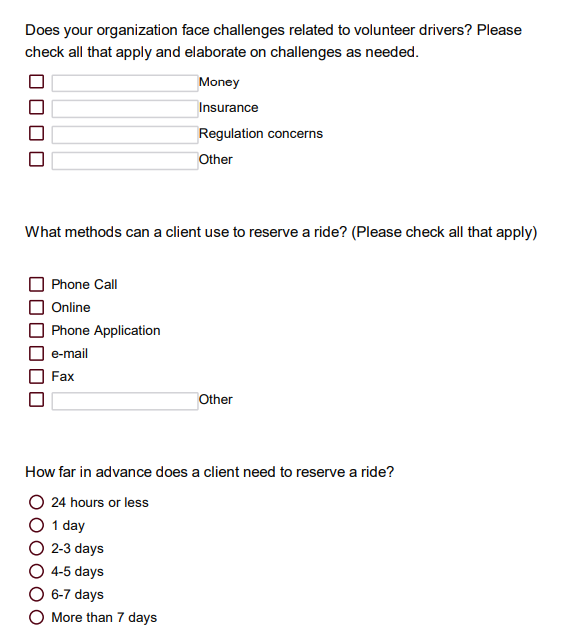 Does your organization face challenges related to volunteer drivers? Please
check all that apply and elaborate on challenges as needed.
Money
Insurance
Regulation concerns
Other
What methods can a client use to reserve a ride? (Please check all that apply)
Phone Call
Online
Phone Application
e-mail
Fax
Other
How far in advance does a client need to reserve a ride?
24 hours or less
1 day
2-3 days
4-5 days
6-7 days
More than 7 days